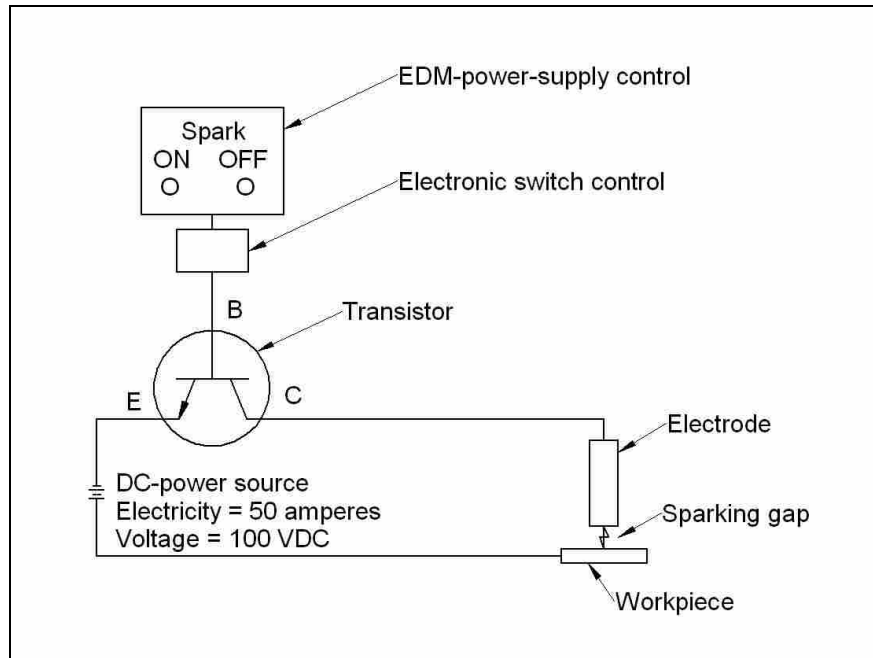 EDM-power-supply control
Spark
ON OFF
Electronic switch control
B
Transistor
E
C
Electrode
DC-power source
Electricity = 50 amperes
Voltage = 100 VDC
Sparking gap
Workpiece